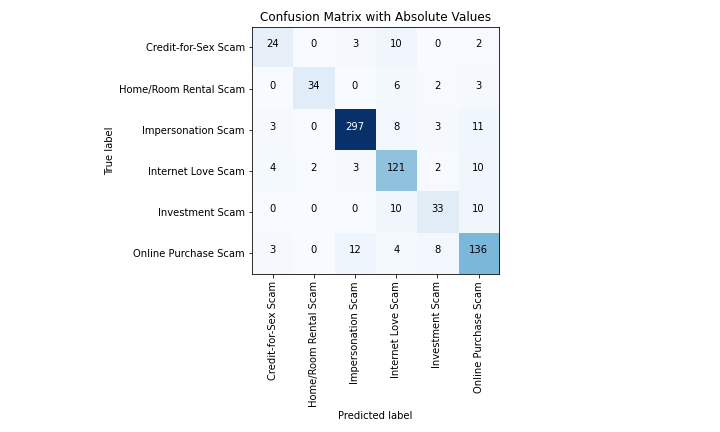 Confusion Matrix with Absolute Values
True label
Credit-for-Sex Scam 24 0 3 10 0 2
Home/Room Rental Scam 0 34 0 6 2 3
Impersonation Scam 3 0 297 8 3 11
Internet Love Scam 4 2 3 121 2 10
Investment Scam 0 0 0 10 33 10
Online Purchase Scam 3 0 12 4 8 136
Credit-for-Sex Scam
Home/Room Rental Scam
Impersonation Scam
Internet Love Scam
Investment Scam
Online Purchase Scam
Predicted label